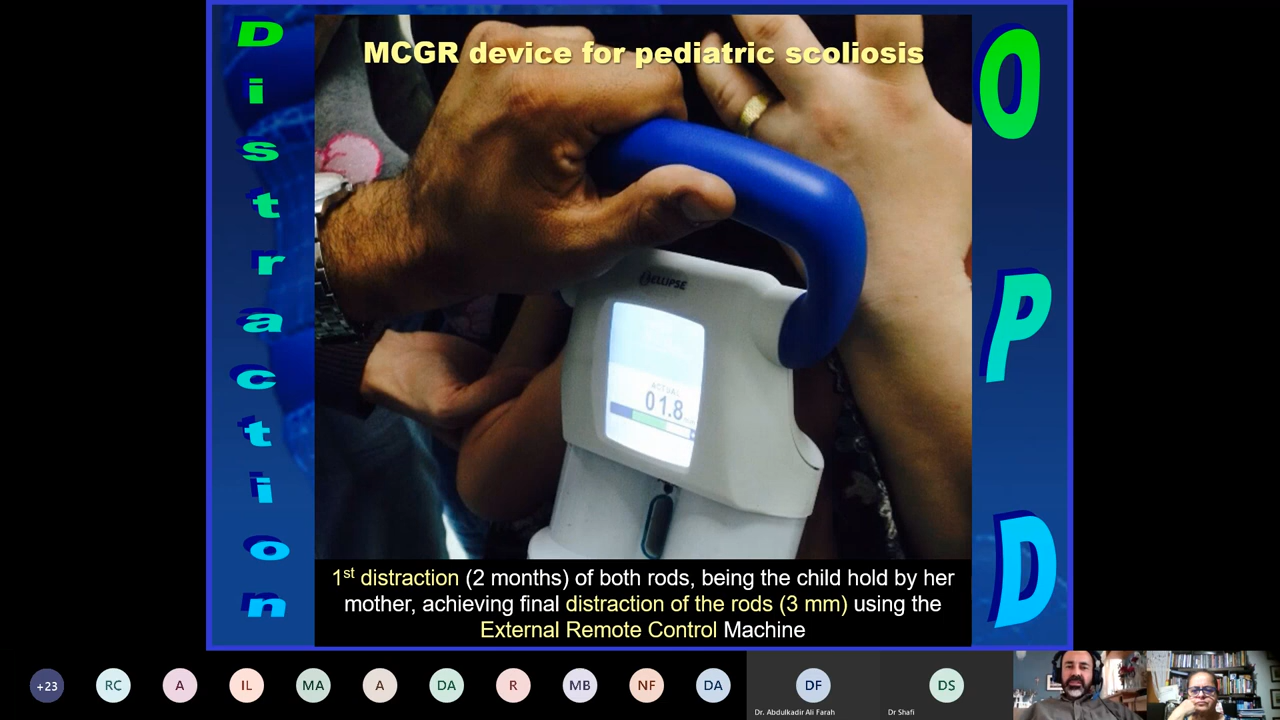 MCGR device for pediatric scoliosis
Distraction
O P D
ELLIPSE
ACTUAL
01.8
1st distraction (2 months) of both rods, being the child hold by her
mother, achieving final distraction of the rods (3 mm) using the
External Remote Control Machine
+23
RC
A
IL
MA
A
DA
R
MB
NF
DA
DF
DS
Dr. Abdulkadir Ali Farah
Dr Shafi